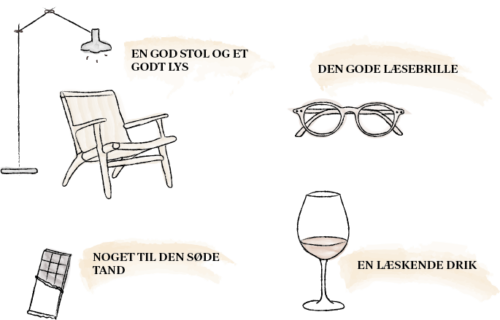 EN GOD STOL OG ET
GODT LYS
DEN GODE LÆSEBRILLE
NOGET TIL DEN SØDE
TAND
EN LÆSKENDE DRIK